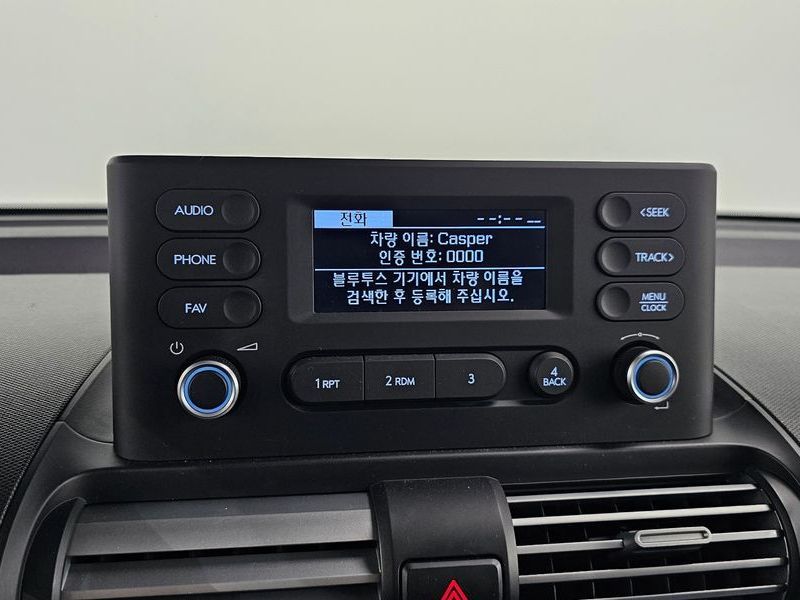 AUDIO
PHONE
FAV
전화 --:--
차량 이름: Casper
인증 번호: 0000
블루투스 기기에서 차량 이름을
검색한 후 등록해 주십시오.
<SEEK
TRACK>
MENU
CLOCK
1 RPT
2 RDM
3
4
BACK